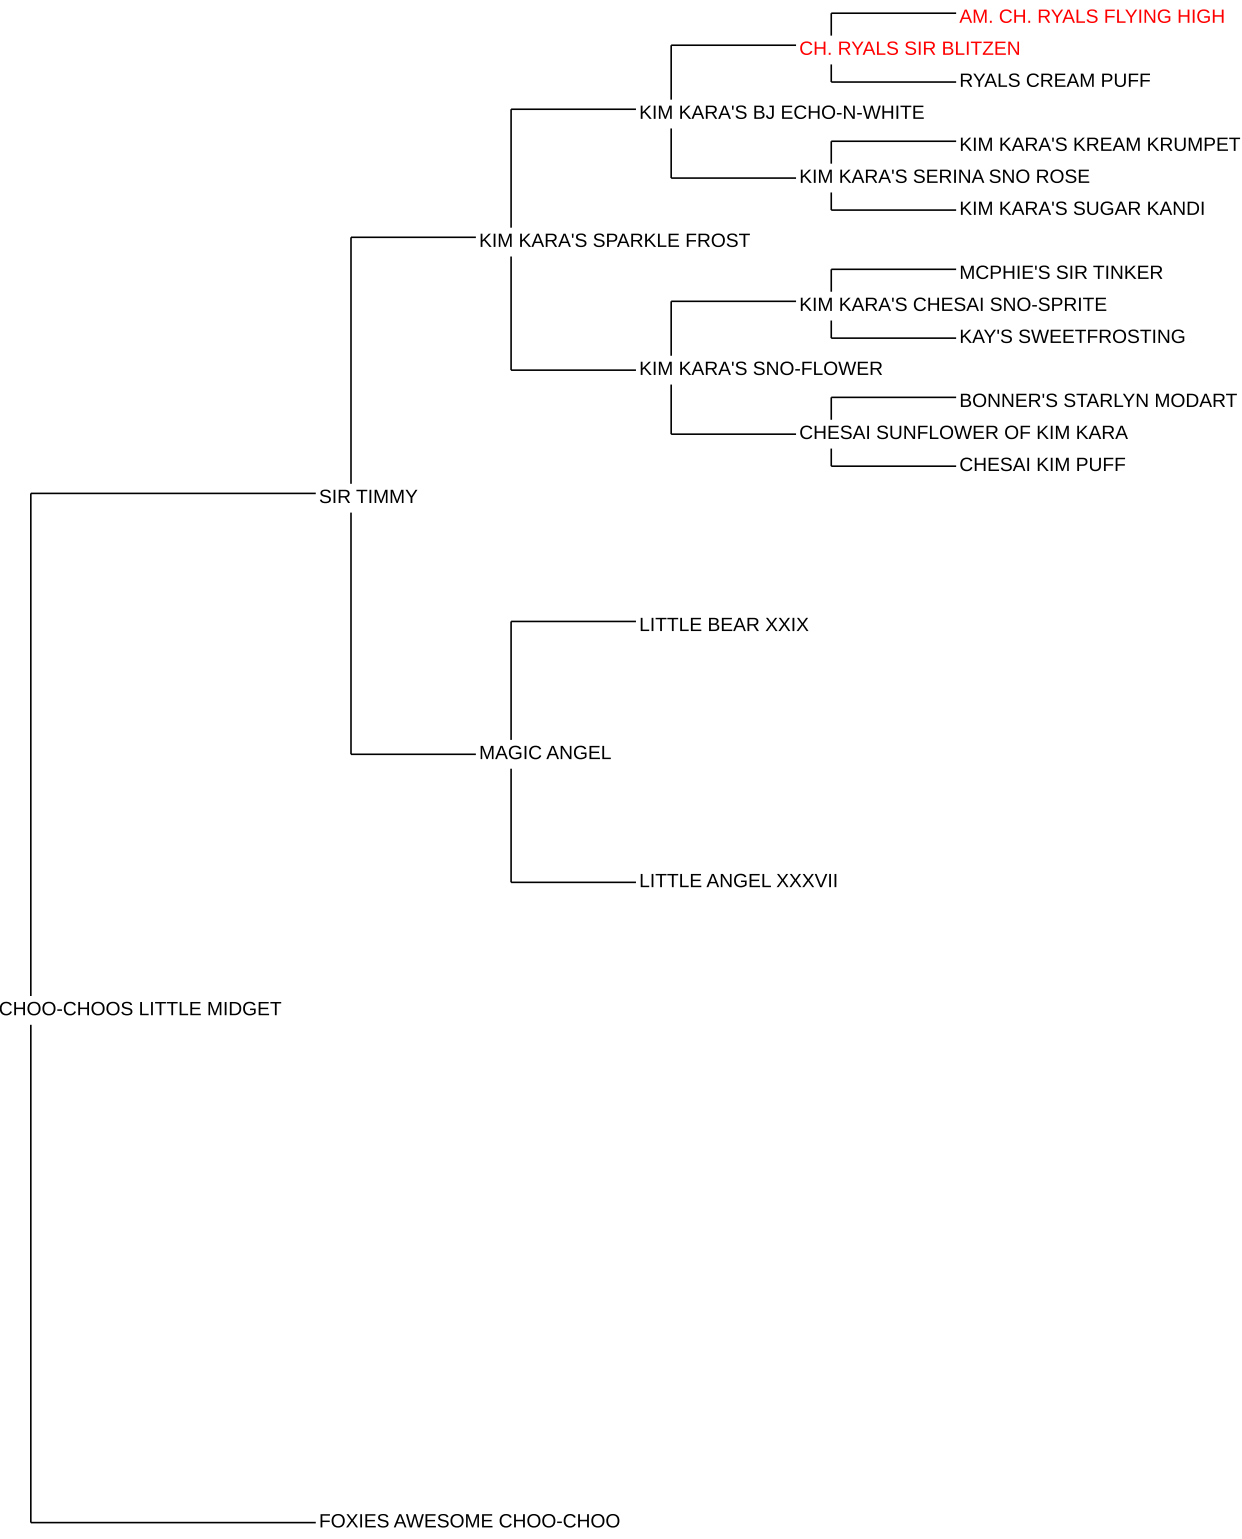 AM. CH. RYALS FLYING HIGH
CH. RYALS SIR BLITZEN
RYALS CREAM PUFF
KIM KARA'S BJ ECHO-N-WHITE
KIM KARA'S KREAM KRUMPET
KIM KARA'S SERINA SNO ROSE
KIM KARA'S SUGAR KANDI
KIM KARA'S SPARKLE FROST
MCPHIE'S SIR TINKER
KIM KARA'S CHESAI SNO-SPRITE
KAY'S SWEETFROSTING
KIM KARA'S SNO-FLOWER
BONNER'S STARLYN MODART
CHESAI SUNFLOWER OF KIM KARA
CHESAI KIM PUFF
SIR TIMMY
LITTLE BEAR XXIX
MAGIC ANGEL
LITTLE ANGEL XXXVII
CHOO-CHOOS LITTLE MIDGET
FOXIES AWESOME CHOO-CHOO